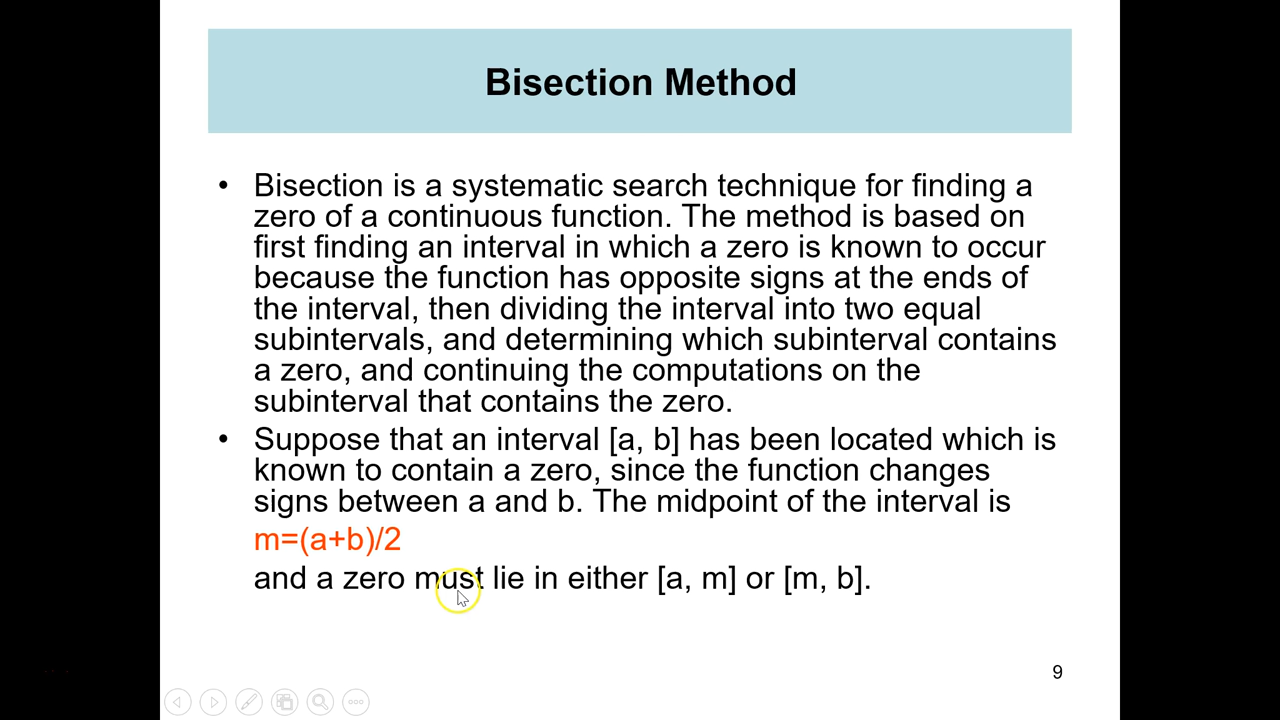 Bisection Method
• Bisection is a systematic search technique for finding a
zero of a continuous function. The method is based on
first finding an interval in which a zero is known to occur
because the function has opposite signs at the ends of
the interval, then dividing the interval into two equal
subintervals, and determining which subinterval contains
a zero, and continuing the computations on the
subinterval that contains the zero.
• Suppose that an interval [a, b] has been located which is
known to contain a zero, since the function changes
signs between a and b. The midpoint of the interval is
m=(a+b)/2
and a zero must lie in either [a, m] or [m, b].
9